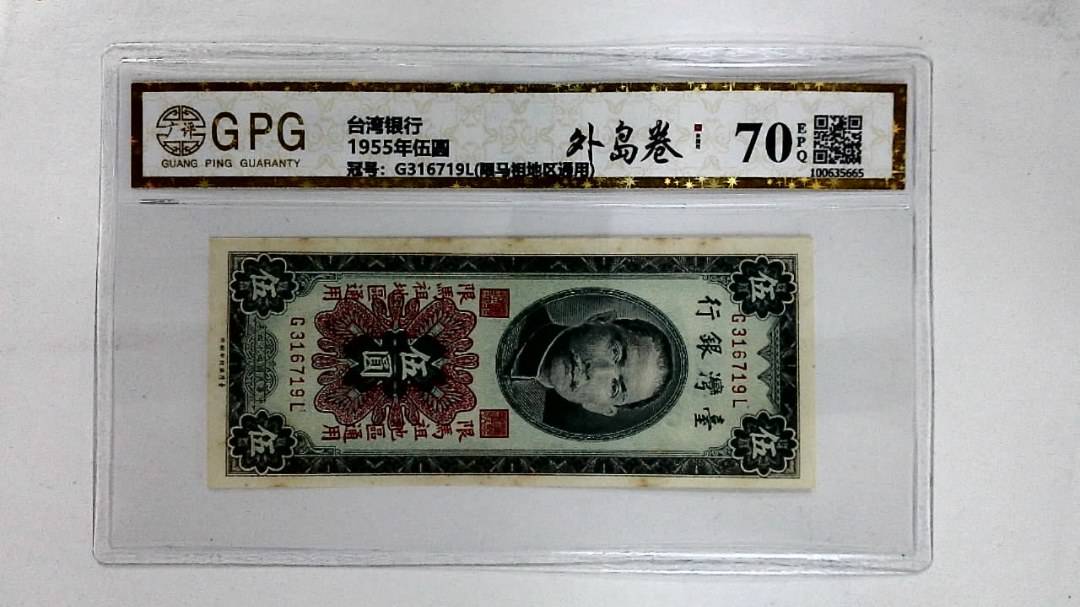 广评
GPG
GUANG PING GUARANTY
台湾银行
1955年伍圆
冠号：G316719L(限马祖地区通用)
外岛卷
70
EPQ
100635665
臺灣銀行
G316719L
伍
伍
伍
伍
伍圓
G316719L
限馬祖地區通用
限馬祖地區通用